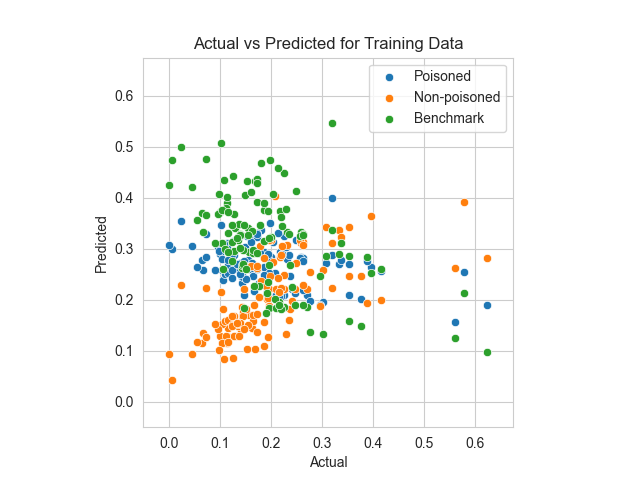 Actual vs Predicted for Training Data
Poisoned
Non-poisoned
Benchmark
0.6
0.5
0.4
0.3
0.2
0.1
0.0
Predicted
0.0 0.1 0.2 0.3 0.4 0.5 0.6
Actual